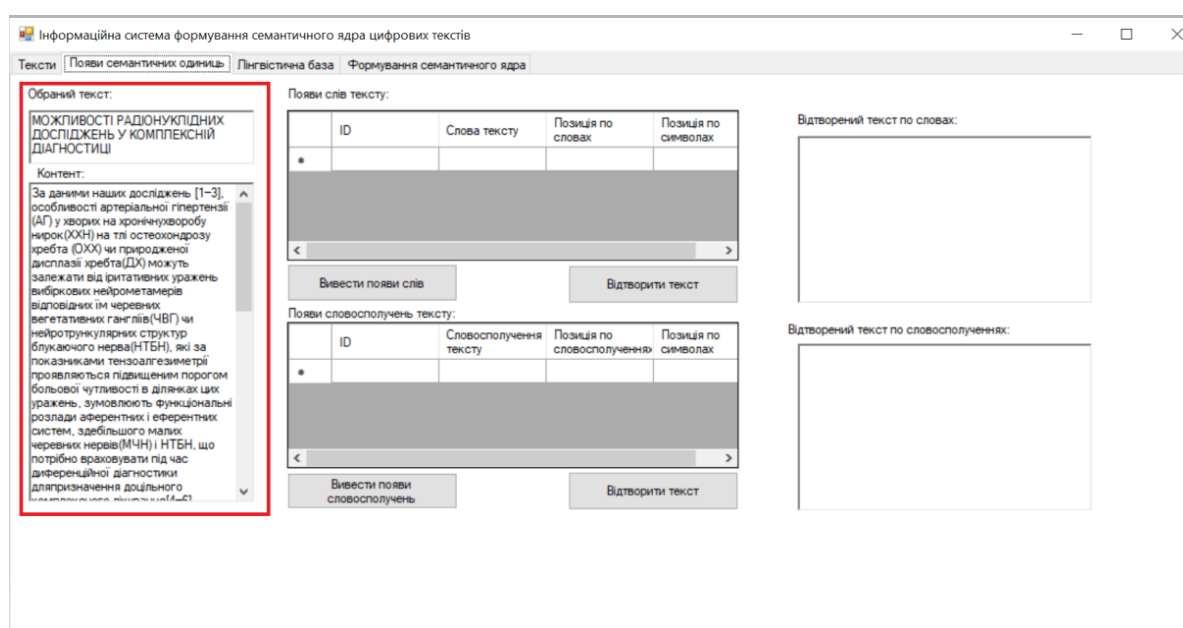 Інформаційна система формування семантичного ядра цифрових текстів
Тексти Появи семантичних одиниць Лінгвістична база Формування семантичного ядра
Обраний текст:
МОЖЛИВОСТІ РАДІОНУКЛІДНИХ
ДОСЛІДЖЕНЬ У КОМПЛЕКСНІЙ
ДІАГНОСТИЦІ
Контент:
За даними наших досліджень [1–3],
особливості артеріальної гіпертензії
(АГ) у хворих на хронічнухворобу
нирок(ХХН) на тлі остеохондрозу
хребта (ОХХ) чи природженої
дисплазії хребта(ДХ) можуть
залежати від іритативних уражень
вибіркових нейрометамерів
відповідних їм черевних
вегетативних гангліїв(ЧВГ) чи
нейротрункулярних структур
блукаючого нерва(НТБН), які за
показниками тензоалгезиметрії
проявляються підвищеним порогом
больової чутливості в ділянках цих
уражень, зумовлюють функціональні
розлади аферентних і еферентних
систем, здебільшого малих
черевних нервів(МЧН) і НТБН, що
потрібно враховувати під час
диференційної діагностики
дляпризначення доцільного
комплексного лікування[4–6]
Появи слів тексту:
ID Слова тексту Позиція по словах Позиція по символах
Вивести появи слів Відтворити текст
Появи словосполучень тексту:
ID Словосполучення тексту Позиція по словосполучення Позиція по символах
Вивести появи
словосполучень
Відтворити текст
Відтворений текст по словах:
Відтворений текст по словосполученнях: